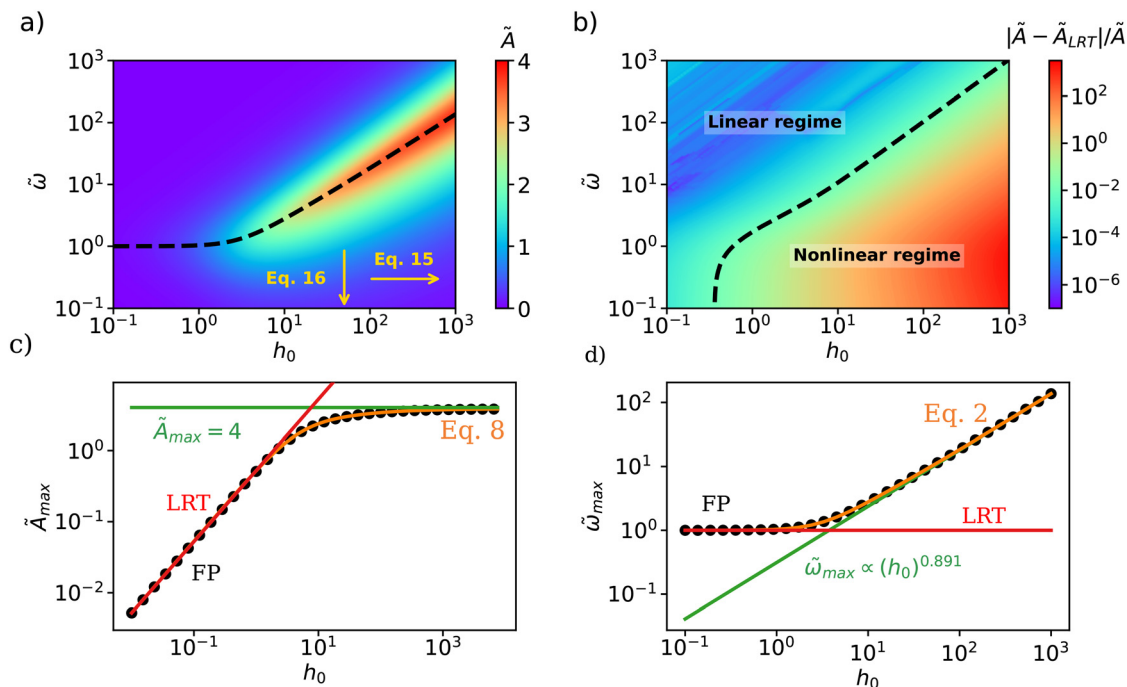 a)
b)
Ã
|Ã − Ã_LRT|/Ã
10³
10²
10¹
10⁰
10⁻¹
ω̃
10⁻¹ 10⁰ 10¹ 10² 10³
h₀
Eq. 16
Eq. 15
4
3
2
1
0
10³
10²
10¹
10⁰
10⁻¹
ω̃
10⁻¹ 10⁰ 10¹ 10² 10³
h₀
Linear regime
Nonlinear regime
10²
10⁰
10⁻²
10⁻⁴
10⁻⁶
c)
d)
Ã_max = 4
Eq. 8
LRT
FP
10⁰
10⁻¹
10⁻²
Ã_max
10⁻¹ 10¹ 10³
h₀
Eq. 2
FP
LRT
ω̃_max ∝ (h₀)^0.891
10²
10¹
10⁰
10⁻¹
ω̃_max
10⁻¹ 10⁰ 10¹ 10² 10³
h₀